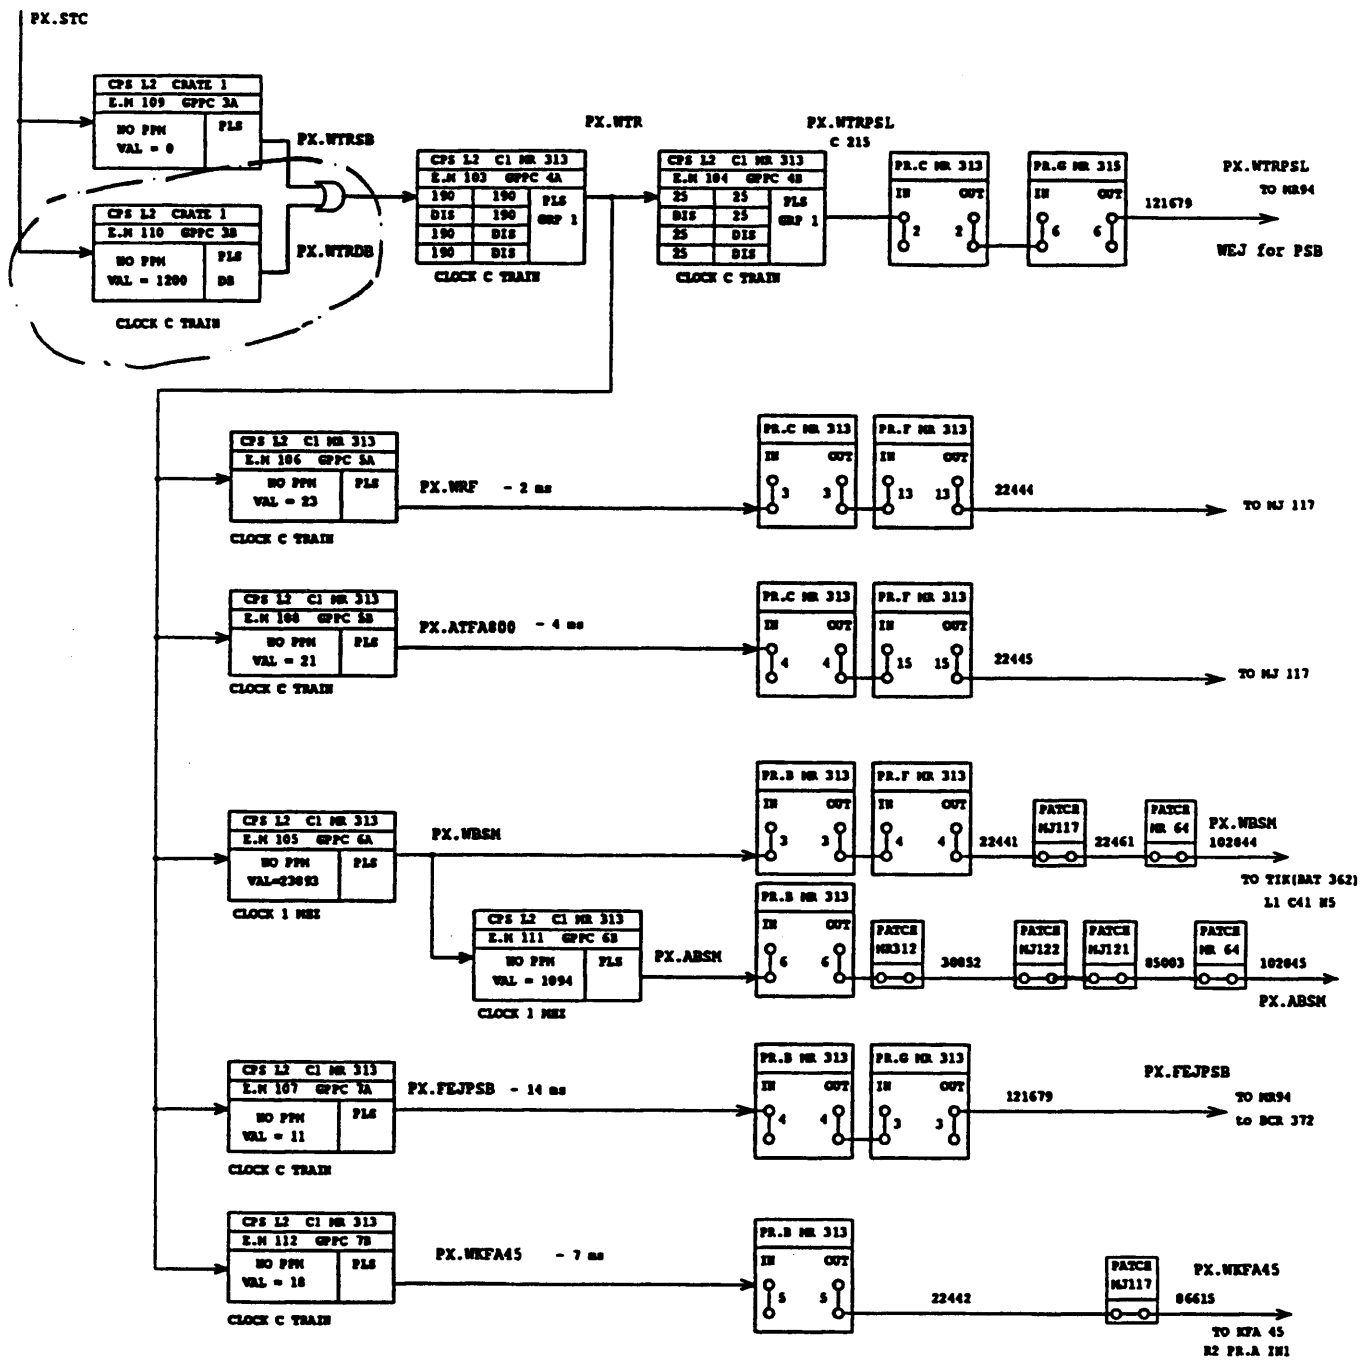 PX.STC
CPS L2 CRATE 1
E.M 109 GPPC 3A
NO PPM PLS
VAL = 0
PX.WTRSB
CPS L2 CRATE 1
E.M 110 GPPC 3B
NO PPM PLS
VAL = 1200 DB
PX.WTRDB
CLOCK C TRAIN
PX.WTR
CPS L2 C1 MR 313
E.M 103 GPPC 4A
190 190 PLS
DIS 190 GRP 1
190 DIS
190 DIS
CLOCK C TRAIN
PX.WTRPSL
C 215
CPS L2 C1 MR 313
E.M 104 GPPC 4B
25 25 PLS
DIS 25 GRP 1
25 DIS
25 DIS
CLOCK C TRAIN
PR.C MR 313
IN OUT
2 2
PR.G MR 315
IN OUT
6 6
121679
PX.WTRPSL
TO MR94
WEJ for PSB
CPS L2 C1 MR 313
E.M 106 GPPC 5A
NO PPM PLS
VAL = 23
CLOCK C TRAIN
PX.WRF - 2 ms
PR.C MR 313
IN OUT
3 3
PR.F MR 313
IN OUT
13 13
22444
TO MJ 117
CPS L2 C1 MR 313
E.M 108 GPPC 5B
NO PPM PLS
VAL = 21
CLOCK C TRAIN
PX.ATFA800 - 4 ms
PR.C MR 313
IN OUT
4 4
PR.F MR 313
IN OUT
15 15
22445
TO MJ 117
CPS L2 C1 MR 313
E.M 105 GPPC 6A
NO PPM PLS
VAL=23093
CLOCK 1 MHZ
PX.WBSM
PR.B MR 313
IN OUT
3 3
PR.F MR 313
IN OUT
4 4
22441
PATCH
MJ117
22461
PATCH
MR 64
PX.WBSM
102044
TO TIK(BAT 362)
L1 C41 N5
CPS L2 C1 MR 313
E.M 111 GPPC 6B
NO PPM PLS
VAL = 1094
CLOCK 1 MHZ
PX.ABSM
PR.B MR 313
IN OUT
6 6
PATCH
MR312
30052
PATCH
MJ122
PATCH
MJ121
85003
PATCH
MR 64
102045
PX.ABSM
CPS L2 C1 MR 313
E.M 107 GPPC 7A
NO PPM PLS
VAL = 11
CLOCK C TRAIN
PX.FEJPSB - 14 ms
PR.B MR 313
IN OUT
4 4
PR.G MR 313
IN OUT
3 3
121679
PX.FEJPSB
TO MR94
to BCR 372
CPS L2 C1 MR 313
E.M 112 GPPC 7B
NO PPM PLS
VAL = 18
CLOCK C TRAIN
PX.WKFA45 - 7 ms
PR.B MR 313
IN OUT
5 5
22442
PATCH
MJ117
PX.WKFA45
86615
TO KFA 45
R2 PR.A IN1